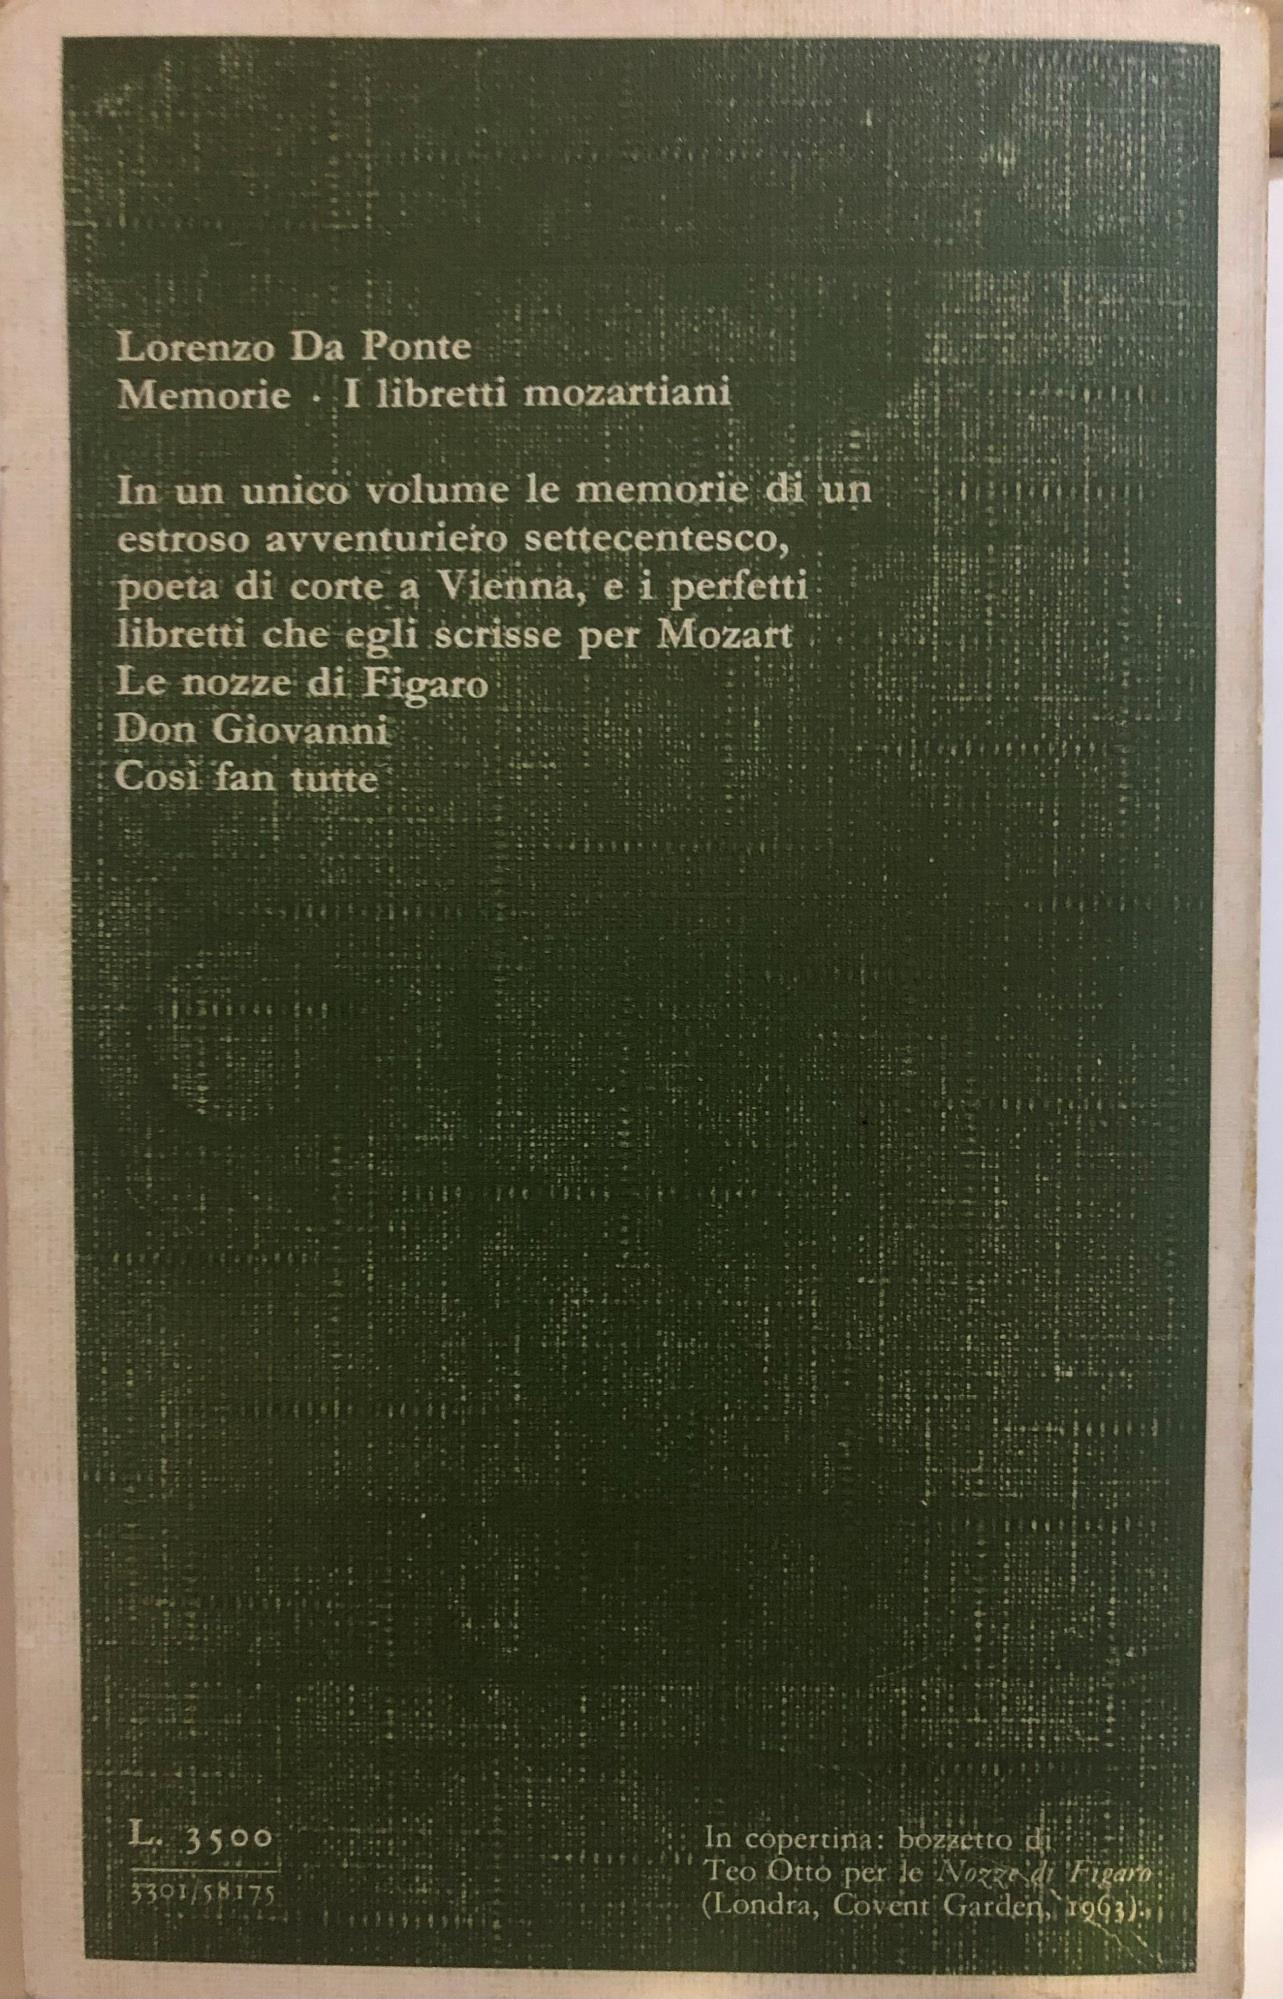 Lorenzo Da Ponte
Memorie · I libretti mozartiani
In un unico volume le memorie di un
estroso avventuriero settecentesco,
poeta di corte a Vienna, e i perfetti
libretti che egli scrisse per Mozart
Le nozze di Figaro
Don Giovanni
Così fan tutte
L. 3500
3301/58175
In copertina: bozzetto di
Teo Otto per le Nozze di Figaro
(Londra, Covent Garden, 1963).